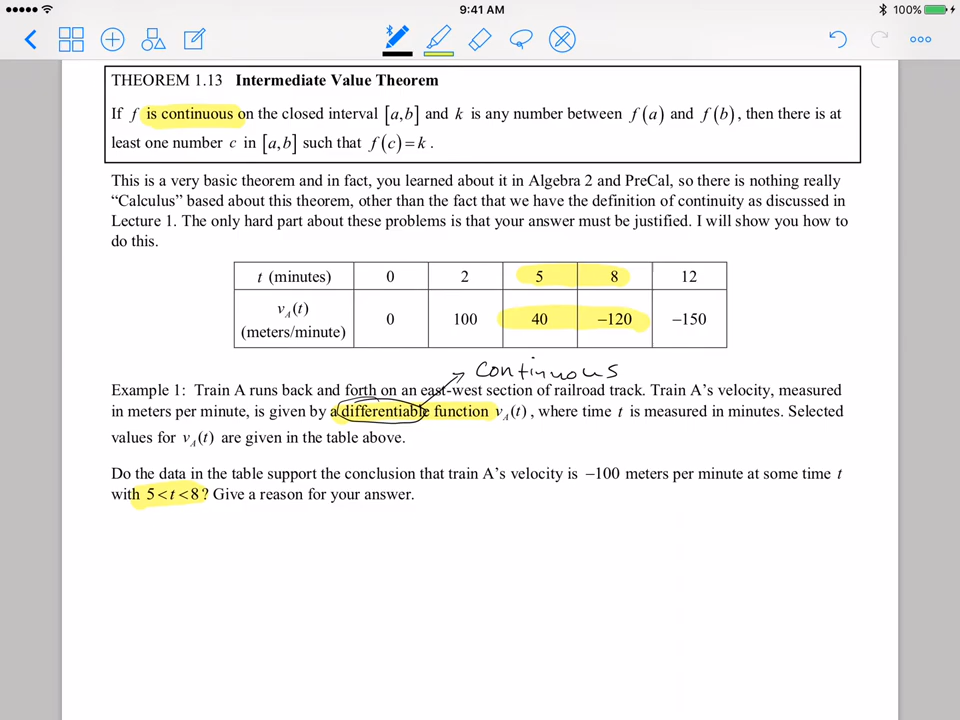 9:41 AM
100%
THEOREM 1.13 Intermediate Value Theorem
If f is continuous on the closed interval [a,b] and k is any number between f(a) and f(b), then there is at
least one number c in [a,b] such that f(c)=k.
This is a very basic theorem and in fact, you learned about it in Algebra 2 and PreCal, so there is nothing really
“Calculus” based about this theorem, other than the fact that we have the definition of continuity as discussed in
Lecture 1. The only hard part about these problems is that your answer must be justified. I will show you how to
do this.
t (minutes) 0 2 5 8 12
v_A(t) (meters/minute) 0 100 40 −120 −150
continuous
Example 1: Train A runs back and forth on an east-west section of railroad track. Train A’s velocity, measured
in meters per minute, is given by a differentiable function v_A(t), where time t is measured in minutes. Selected
values for v_A(t) are given in the table above.
Do the data in the table support the conclusion that train A’s velocity is −100 meters per minute at some time t
with 5<t<8? Give a reason for your answer.